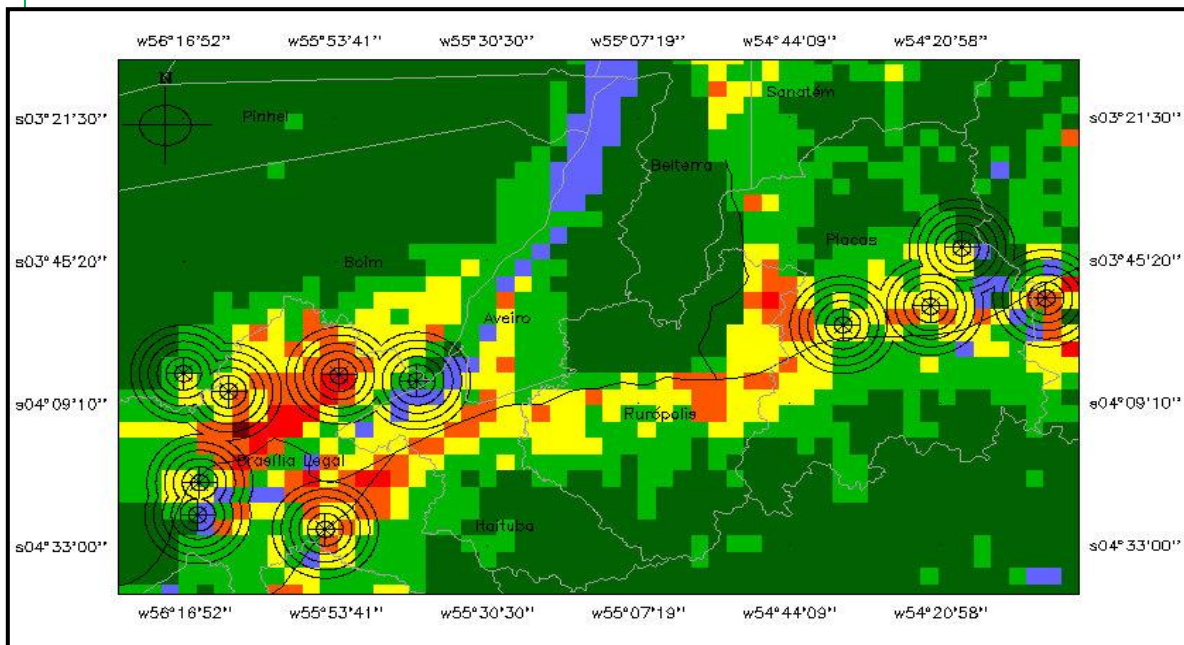 w56°16'52'' w55°53'41'' w55°30'30'' w55°07'19'' w54°44'09'' w54°20'58''
N
Sanatém
s03°21'30'' Pinhel s03°21'30''
Belterra
Placas
s03°45'20'' Boim s03°45'20''
Aveiro
s04°09'10'' Rurópolis s04°09'10''
Brasília Legal
Itaituba
s04°33'00'' s04°33'00''
w56°16'52'' w55°53'41'' w55°30'30'' w55°07'19'' w54°44'09'' w54°20'58''